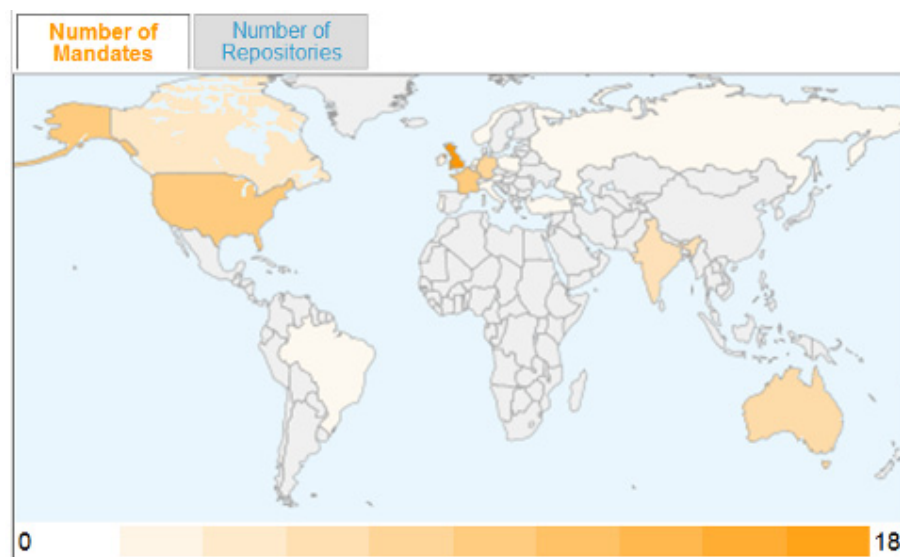 Number of
Mandates
Number of
Repositories
0
18